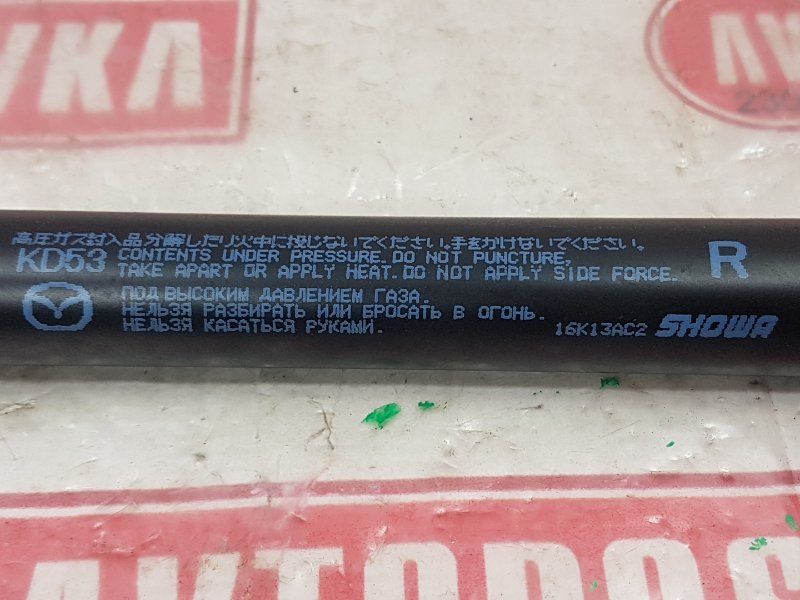 VKA
高圧ガス封入品分解したり火中に投じないでください。手をかけないでください。
KD53 CONTENTS UNDER PRESSURE. DO NOT PUNCTURE,
TAKE APART OR APPLY HEAT. DO NOT APPLY SIDE FORCE.
R
ПОД ВЫСОКИМ ДАВЛЕНИЕМ ГАЗА.
НЕЛЬЗЯ РАЗБИРАТЬ ИЛИ БРОСАТЬ В ОГОНЬ.
НЕЛЬЗЯ КАСАТЬСЯ РУКАМИ.
16K13AC2 SHOWA